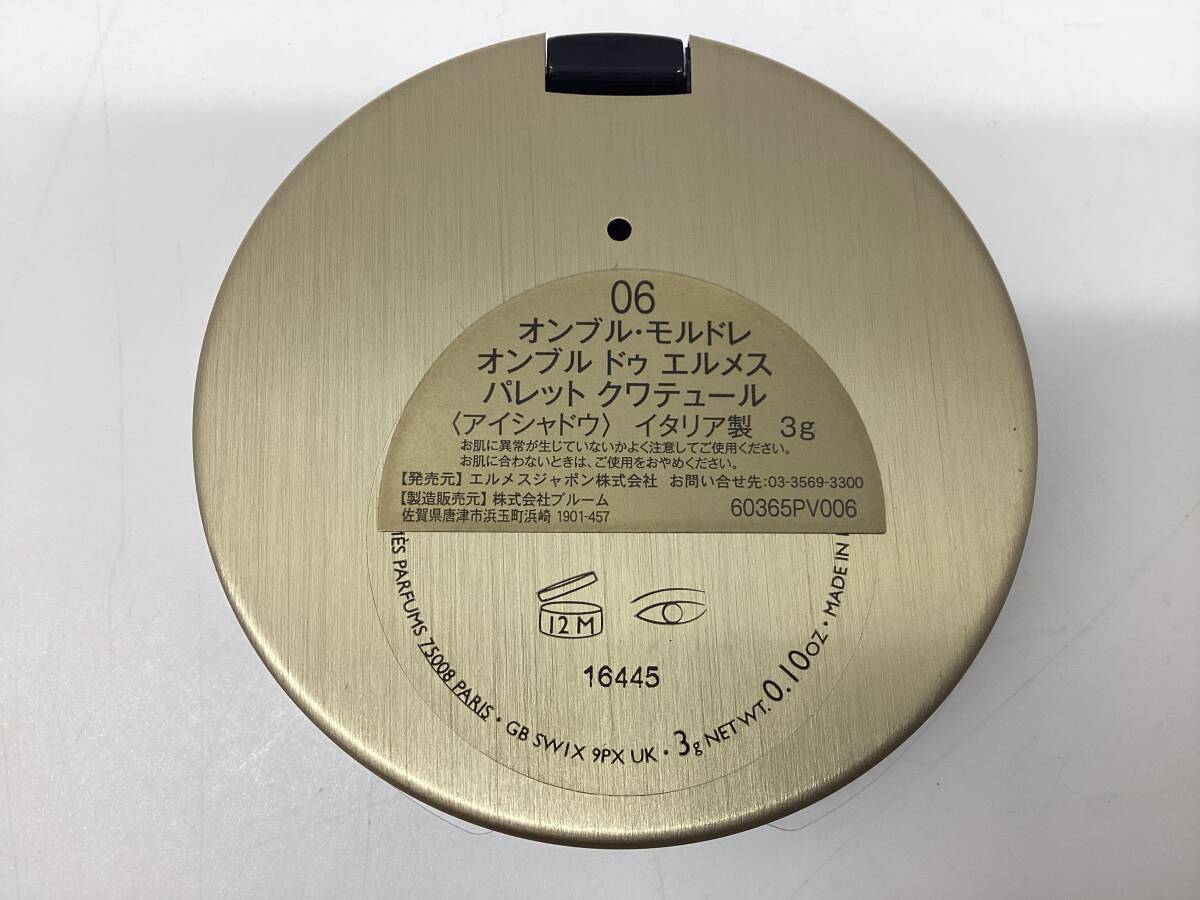 06
オンブル・モルドレ
オンブル ドゥ エルメス
パレット クワテュール
〈アイシャドウ〉 イタリア製 3g
お肌に異常が生じていないかよく注意してご使用ください。
お肌に合わないときは、ご使用をおやめください。
【発売元】エルメスジャポン株式会社 お問い合せ先:03-3569-3300
【製造販売元】株式会社ブルーム
佐賀県唐津市浜玉町浜崎 1901-457 60365PV006
12M
16445
ÈS PARFUMS 75008 PARIS · GB SW1X 9PX UK · 3g NET WT. 0.10OZ · MADE IN